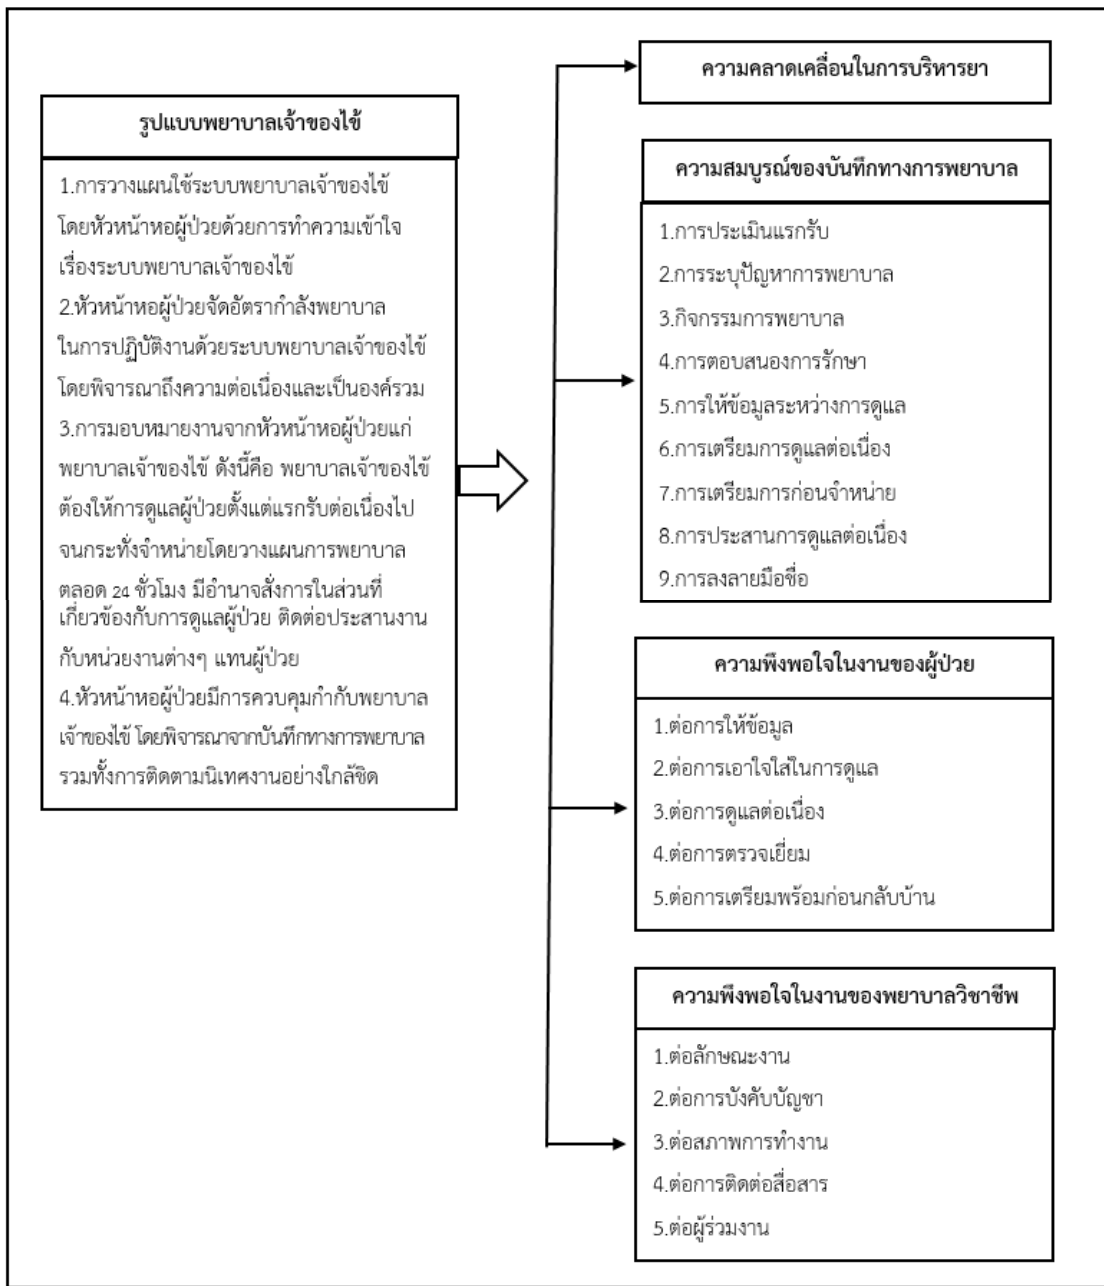 รูปแบบพยาบาลเจ้าของไข้
1.การวางแผนใช้ระบบพยาบาลเจ้าของไข้
โดยหัวหน้าหอผู้ป่วยด้วยการทำความเข้าใจ
เรื่องระบบพยาบาลเจ้าของไข้
2.หัวหน้าหอผู้ป่วยจัดอัตรากำลังพยาบาล
ในการปฏิบัติงานด้วยระบบพยาบาลเจ้าของไข้
โดยพิจารณาถึงความต่อเนื่องและเป็นองค์รวม
3.การมอบหมายงานจากหัวหน้าหอผู้ป่วยแก่
พยาบาลเจ้าของไข้ ดังนี้คือ พยาบาลเจ้าของไข้
ต้องให้การดูแลผู้ป่วยตั้งแต่แรกรับต่อเนื่องไป
จนกระทั่งจำหน่ายโดยวางแผนการพยาบาล
ตลอด 24 ชั่วโมง มีอำนาจสั่งการในส่วนที่
เกี่ยวข้องกับการดูแลผู้ป่วย ติดต่อประสานงาน
กับหน่วยงานต่างๆ แทนผู้ป่วย
4.หัวหน้าหอผู้ป่วยมีการควบคุมกำกับพยาบาล
เจ้าของไข้ โดยพิจารณาจากบันทึกทางการพยาบาล
รวมทั้งการติดตามนิเทศงานอย่างใกล้ชิด
ความคลาดเคลื่อนในการบริหารยา
ความสมบูรณ์ของบันทึกทางการพยาบาล
1.การประเมินแรกรับ
2.การระบุปัญหาการพยาบาล
3.กิจกรรมการพยาบาล
4.การตอบสนองการรักษา
5.การให้ข้อมูลระหว่างการดูแล
6.การเตรียมการดูแลต่อเนื่อง
7.การเตรียมการก่อนจำหน่าย
8.การประสานการดูแลต่อเนื่อง
9.การลงลายมือชื่อ
ความพึงพอใจในงานของผู้ป่วย
1.ต่อการให้ข้อมูล
2.ต่อการเอาใจใส่ในการดูแล
3.ต่อการดูแลต่อเนื่อง
4.ต่อการตรวจเยี่ยม
5.ต่อการเตรียมพร้อมก่อนกลับบ้าน
ความพึงพอใจในงานของพยาบาลวิชาชีพ
1.ต่อลักษณะงาน
2.ต่อการบังคับบัญชา
3.ต่อสภาพการทำงาน
4.ต่อการติดต่อสื่อสาร
5.ต่อผู้ร่วมงาน